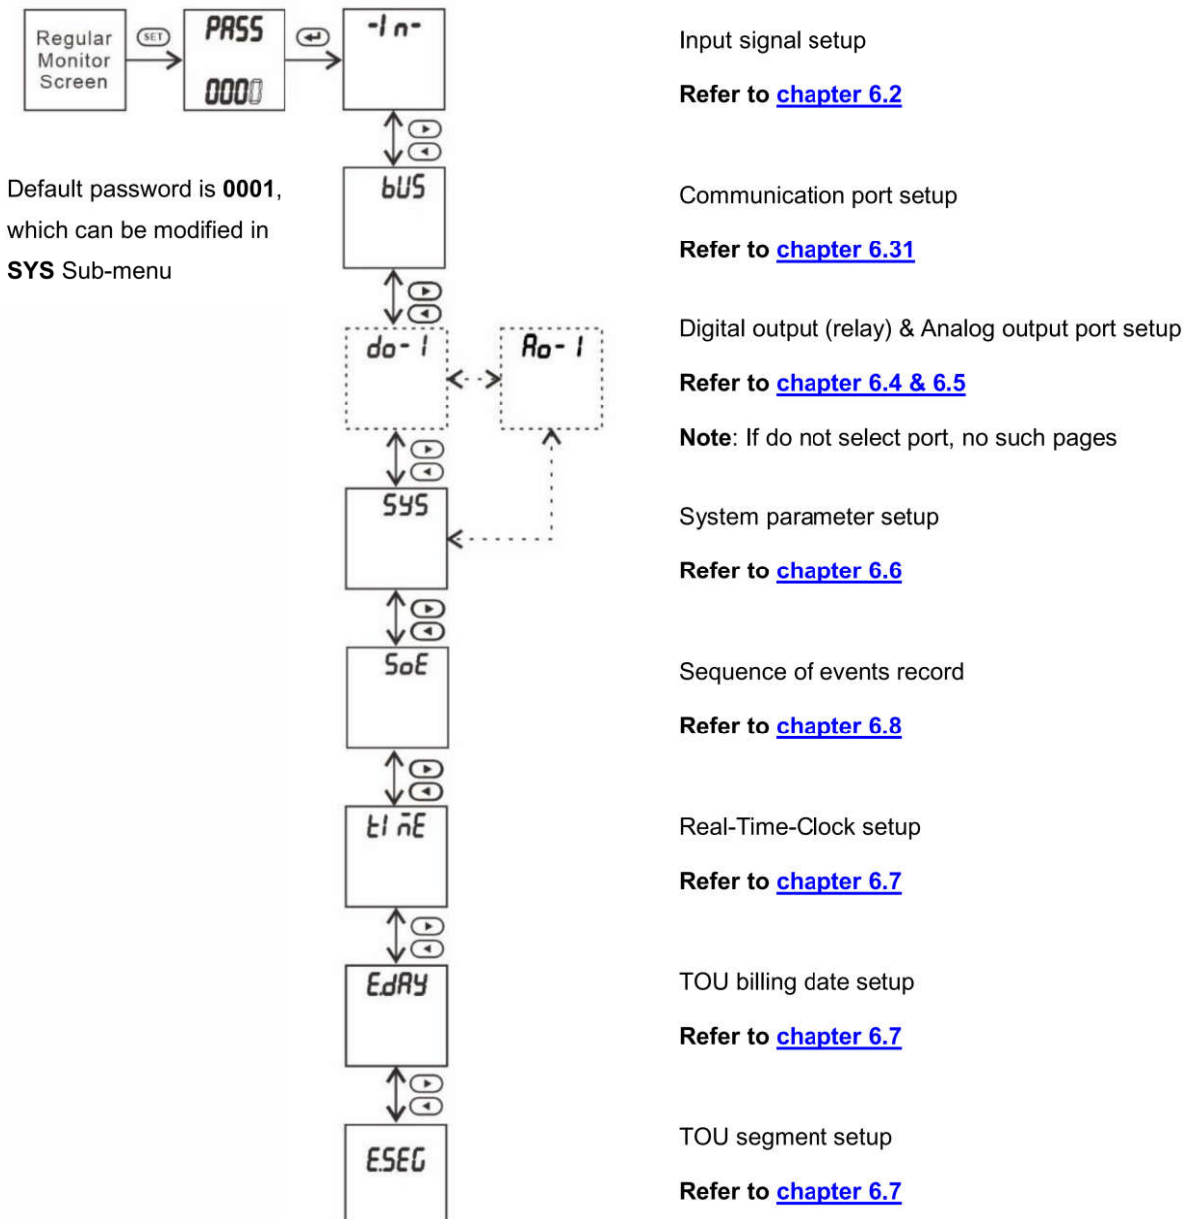 Regular
Monitor
Screen
SET
PASS
0000
-In-
Input signal setup
Refer to chapter 6.2
Default password is 0001,
which can be modified in
SYS Sub-menu
bUS
Communication port setup
Refer to chapter 6.31
do-1
Ao-1
Digital output (relay) & Analog output port setup
Refer to chapter 6.4 & 6.5
Note: If do not select port, no such pages
SYS
System parameter setup
Refer to chapter 6.6
SoE
Sequence of events record
Refer to chapter 6.8
tImE
Real-Time-Clock setup
Refer to chapter 6.7
E.dAY
TOU billing date setup
Refer to chapter 6.7
E.SEG
TOU segment setup
Refer to chapter 6.7